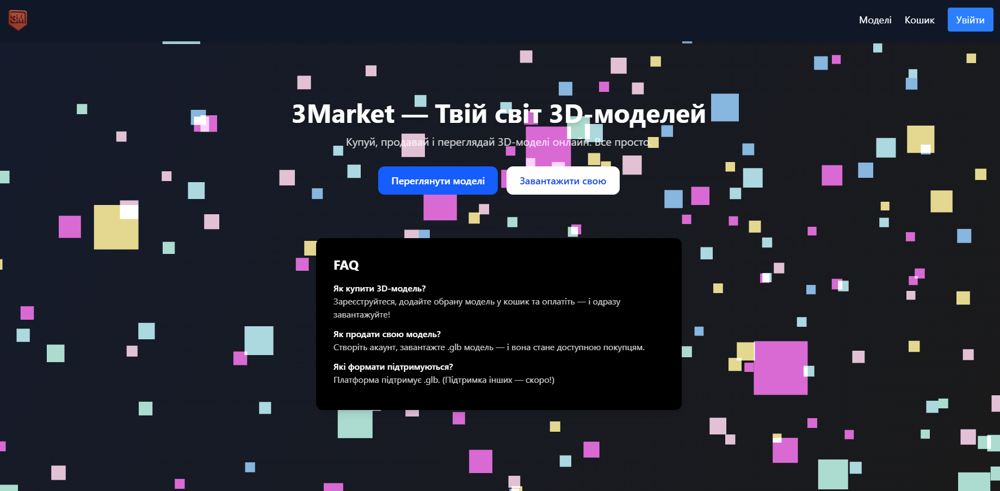 3M
Моделі
Кошик
Увійти
3Market — Твій світ 3D-моделей
Купуй, продавай і переглядай 3D-моделі онлайн. Все просто.
Переглянути моделі
Завантажити свою
FAQ
Як купити 3D-модель?
Зареєструйтеся, додайте обрану модель у кошик та оплатіть — і одразу
завантажуйте!
Як продати свою модель?
Створіть акаунт, завантажте .glb модель — і вона стане доступною покупцям.
Які формати підтримуються?
Платформа підтримує .glb. (Підтримка інших — скоро!)